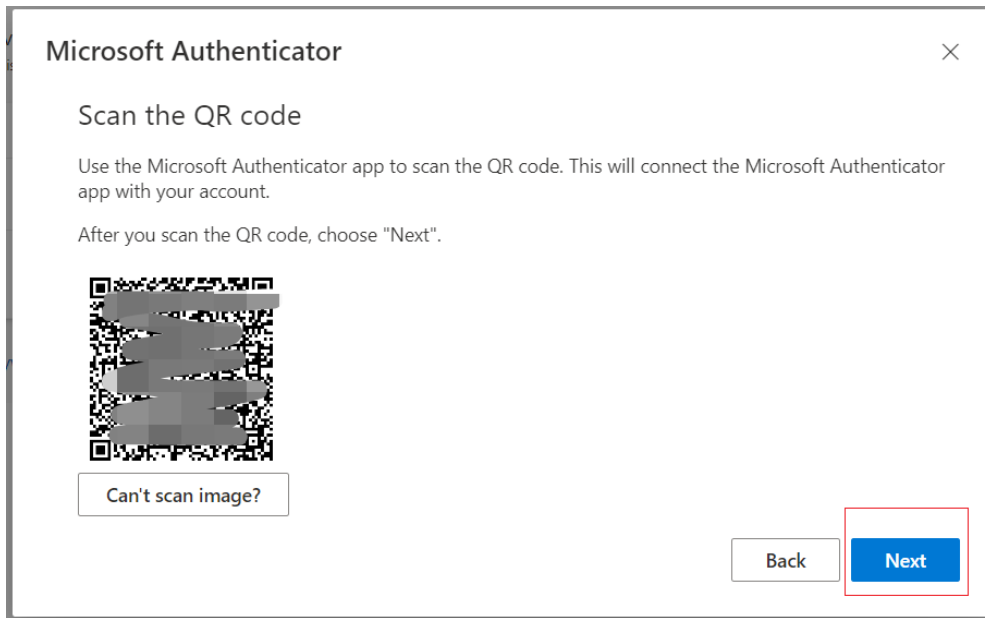 Microsoft Authenticator
Scan the QR code
Use the Microsoft Authenticator app to scan the QR code. This will connect the Microsoft Authenticator
app with your account.
After you scan the QR code, choose "Next".
Can't scan image?
Back
Next